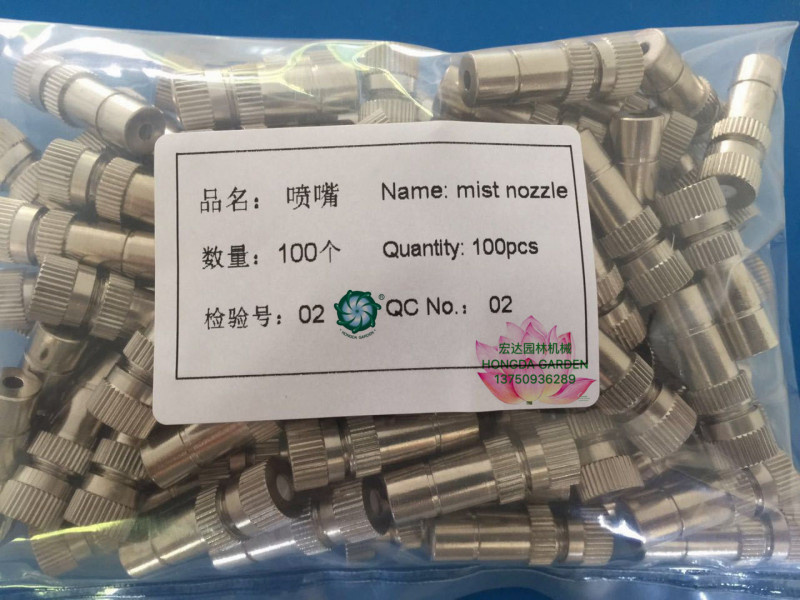 品名： 喷嘴 Name: mist nozzle
数量： 100个 Quantity: 100pcs
检验号： 02 QC No.： 02
宏达园林机械
HONGDA GARDEN
13750936289